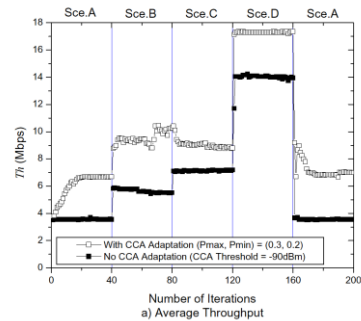 Sce.A Sce.B Sce.C Sce.D Sce.A
18
16
14
12
10
8
6
4
2
0
Th (Mbps)
With CCA Adaptation (Pmax, Pmin) = (0.3, 0.2)
No CCA Adaptation (CCA Threshold = -90dBm)
0 40 80 120 160 200
Number of Iterations
a) Average Throughput